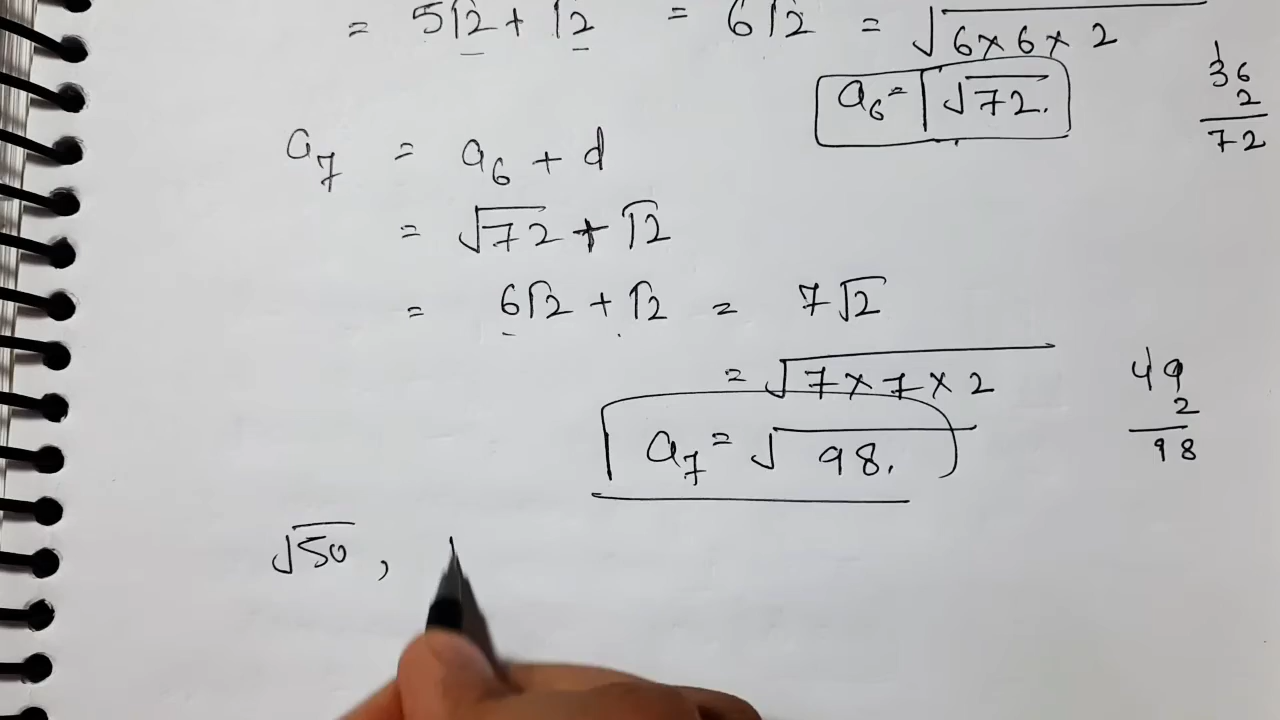 = 5√2 + √2 = 6√2 = √6×6×2
a₆ = √72.
36
2
72
a₇ = a₆ + d
= √72 + √2
= 6√2 + √2 = 7√2
= √7×7×2
49
2
98
a₇ = √98.
√50,